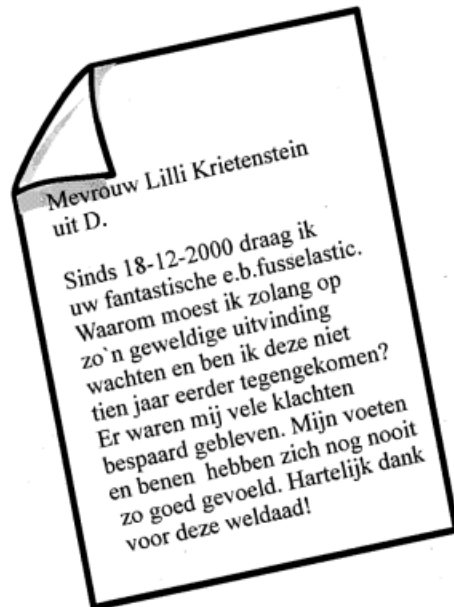 Mevrouw Lilli Krietenstein
uit D.
Sinds 18-12-2000 draag ik
uw fantastische e.b.fusselastic.
Waarom moest ik zolang op
zo`n geweldige uitvinding
wachten en ben ik deze niet
tien jaar eerder tegengekomen?
Er waren mij vele klachten
bespaard gebleven. Mijn voeten
en benen hebben zich nog nooit
zo goed gevoeld. Hartelijk dank
voor deze weldaad!